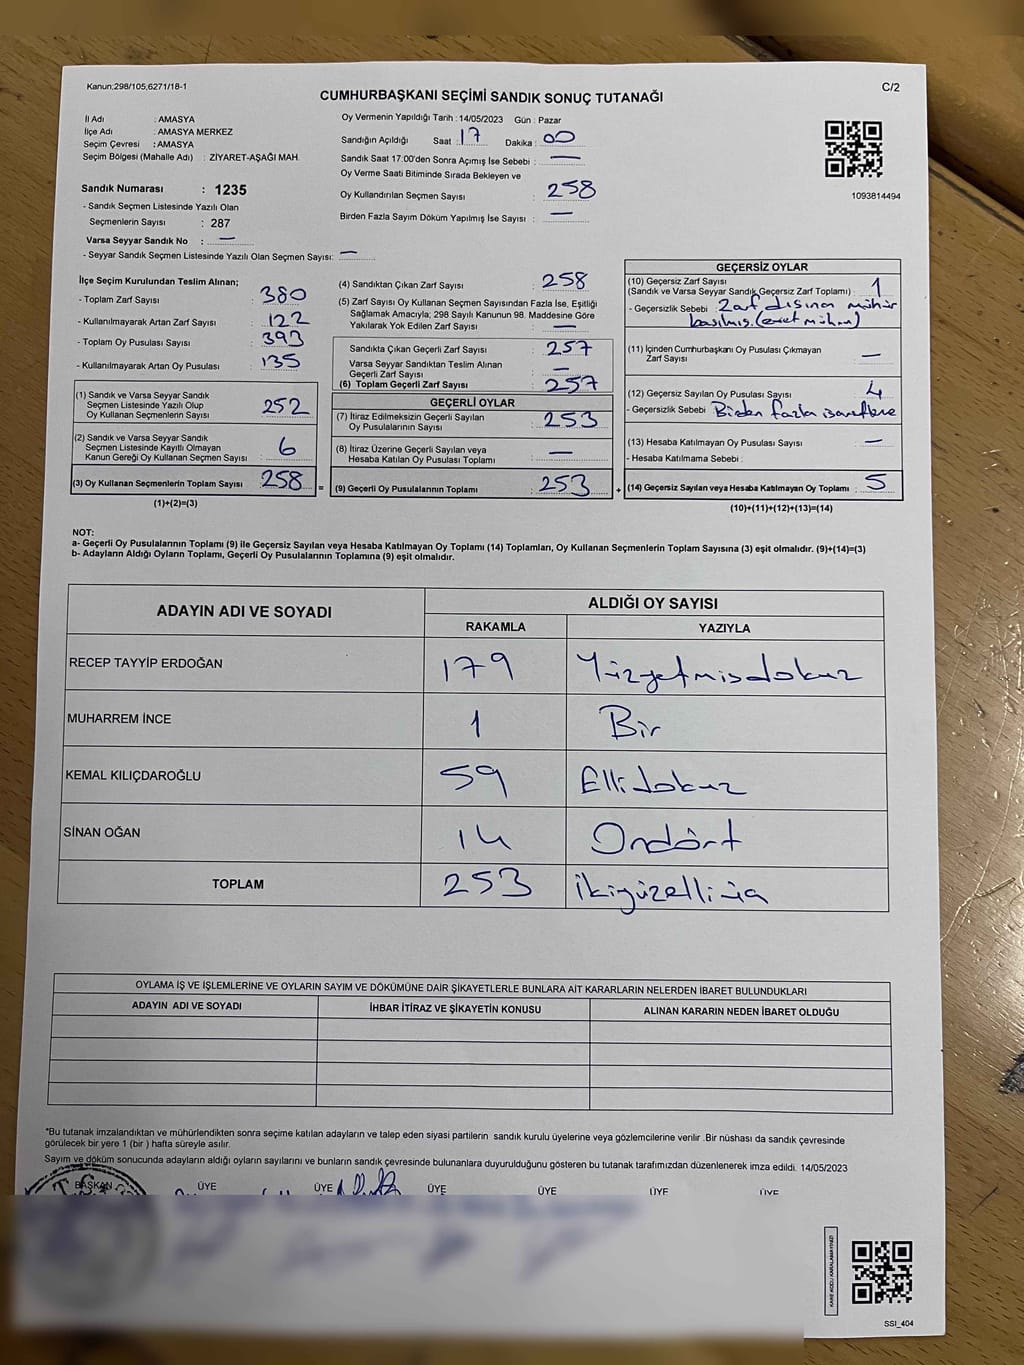 Kanun;298/105,6271/18-1
C/2
CUMHURBAŞKANI SEÇİMİ SANDIK SONUÇ TUTANAĞI
İl Adı : AMASYA
İlçe Adı : AMASYA MERKEZ
Seçim Çevresi : AMASYA
Seçim Bölgesi (Mahalle Adı) : ZİYARET-AŞAĞI MAH.
Sandık Numarası : 1235
- Sandık Seçmen Listesinde Yazılı Olan
Seçmenlerin Sayısı : 287
Varsa Seyyar Sandık No : —
- Seyyar Sandık Seçmen Listesinde Yazılı Olan Seçmen Sayısı: —
Oy Vermenin Yapıldığı Tarih : 14/05/2023 Gün : Pazar
Sandığın Açıldığı Saat : 17 Dakika : 00
Sandık Saat 17:00'den Sonra Açımış İse Sebebi : —
Oy Verme Saati Bitiminde Sırada Bekleyen ve
Oy Kullandırılan Seçmen Sayısı : 258
Birden Fazla Sayım Döküm Yapılmış İse Sayısı : —
1093814494
İlçe Seçim Kurulundan Teslim Alınan;
- Toplam Zarf Sayısı : 380
- Kullanılmayarak Artan Zarf Sayısı : 122
- Toplam Oy Pusulası Sayısı : 393
- Kullanılmayarak Artan Oy Pusulası : 135
(1) Sandık ve Varsa Seyyar Sandık
Seçmen Listesinde Yazılı Olup
Oy Kullanan Seçmenlerin Sayısı : 252
(2) Sandık ve Varsa Seyyar Sandık
Seçmen Listesinde Kayıtlı Olmayan
Kanun Gereği Oy Kullanan Seçmen Sayısı : 6
(3) Oy Kullanan Seçmenlerin Toplam Sayısı : 258
(1)+(2)=(3)
=
(4) Sandıktan Çıkan Zarf Sayısı : 258
(5) Zarf Sayısı Oy Kullanan Seçmen Sayısından Fazla İse, Eşitliği
Sağlamak Amacıyla; 298 Sayılı Kanunun 98. Maddesine Göre
Yakılarak Yok Edilen Zarf Sayısı : —
Sandıkta Çıkan Geçerli Zarf Sayısı : 257
Varsa Seyyar Sandıktan Teslim Alınan
Geçerli Zarf Sayısı : —
(6) Toplam Geçerli Zarf Sayısı : 257
GEÇERLİ OYLAR
(7) İtiraz Edilmeksizin Geçerli Sayılan
Oy Pusulalarının Sayısı : 253
(8) İtiraz Üzerine Geçerli Sayılan veya
Hesaba Katılan Oy Pusulası Toplamı : —
(9) Geçerli Oy Pusulalarının Toplamı : 253
+
GEÇERSİZ OYLAR
(10) Geçersiz Zarf Sayısı
(Sandık ve Varsa Seyyar Sandık Geçersiz Zarf Toplamı) : 1
- Geçersizlik Sebebi : Zarf dışına mühür
basılmış. (evet mührü)
(11) İçinden Cumhurbaşkanı Oy Pusulası Çıkmayan
Zarf Sayısı : —
(12) Geçersiz Sayılan Oy Pusulası Sayısı : 4
- Geçersizlik Sebebi : Birden fazla işaretleme
(13) Hesaba Katılmayan Oy Pusulası Sayısı : —
- Hesaba Katılmama Sebebi :
(14) Geçersiz Sayılan veya Hesaba Katılmayan Oy Toplamı : 5
(10)+(11)+(12)+(13)=(14)
NOT:
a- Geçerli Oy Pusulalarının Toplamı (9) ile Geçersiz Sayılan veya Hesaba Katılmayan Oy Toplamı (14) Toplamları, Oy Kullanan Seçmenlerin Toplam Sayısına (3) eşit olmalıdır. (9)+(14)=(3)
b- Adayların Aldığı Oyların Toplamı, Geçerli Oy Pusulalarının Toplamına (9) eşit olmalıdır.
ADAYIN ADI VE SOYADI ALDIĞI OY SAYISI
RAKAMLA YAZIYLA
RECEP TAYYİP ERDOĞAN 179 Yüzyetmişdokuz
MUHARREM İNCE 1 Bir
KEMAL KILIÇDAROĞLU 59 Ellidokuz
SİNAN OĞAN 14 Ondört
TOPLAM 253 ikiyüzelliüç
OYLAMA İŞ VE İŞLEMLERİNE VE OYLARIN SAYIM VE DÖKÜMÜNE DAİR ŞİKAYETLERLE BUNLARA AİT KARARLARIN NELERDEN İBARET BULUNDUKLARI
ADAYIN ADI VE SOYADI İHBAR İTİRAZ VE ŞİKAYETİN KONUSU ALINAN KARARIN NEDEN İBARET OLDUĞU
*Bu tutanak imzalandıktan ve mühürlendikten sonra seçime katılan adayların ve talep eden siyasi partilerin sandık kurulu üyelerine veya gözlemcilerine verilir .Bir nüshası da sandık çevresinde
görülecek bir yere 1 (bir ) hafta süreyle asılır.
Sayım ve döküm sonucunda adayların aldığı oyların sayılarını ve bunların sandık çevresinde bulunanlara duyurulduğunu gösteren bu tutanak tarafımızdan düzenlenerek imza edildi. 14/05/2023
BAŞKAN ÜYE ÜYE ÜYE ÜYE ÜYE ÜYE
SSI_404